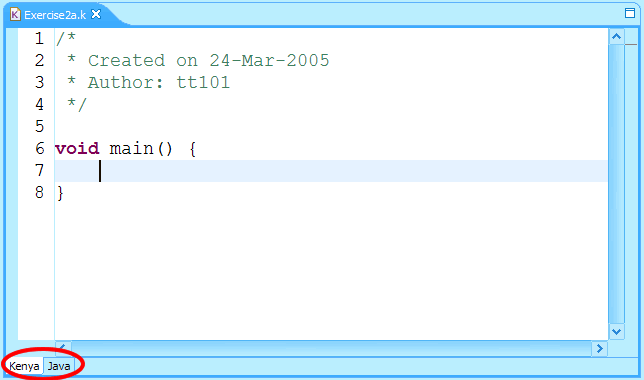 Exercise2a.k
1 /*
2  * Created on 24-Mar-2005
3  * Author: tt101
4  */
5
6 void main() {
7
8 }
Kenya Java